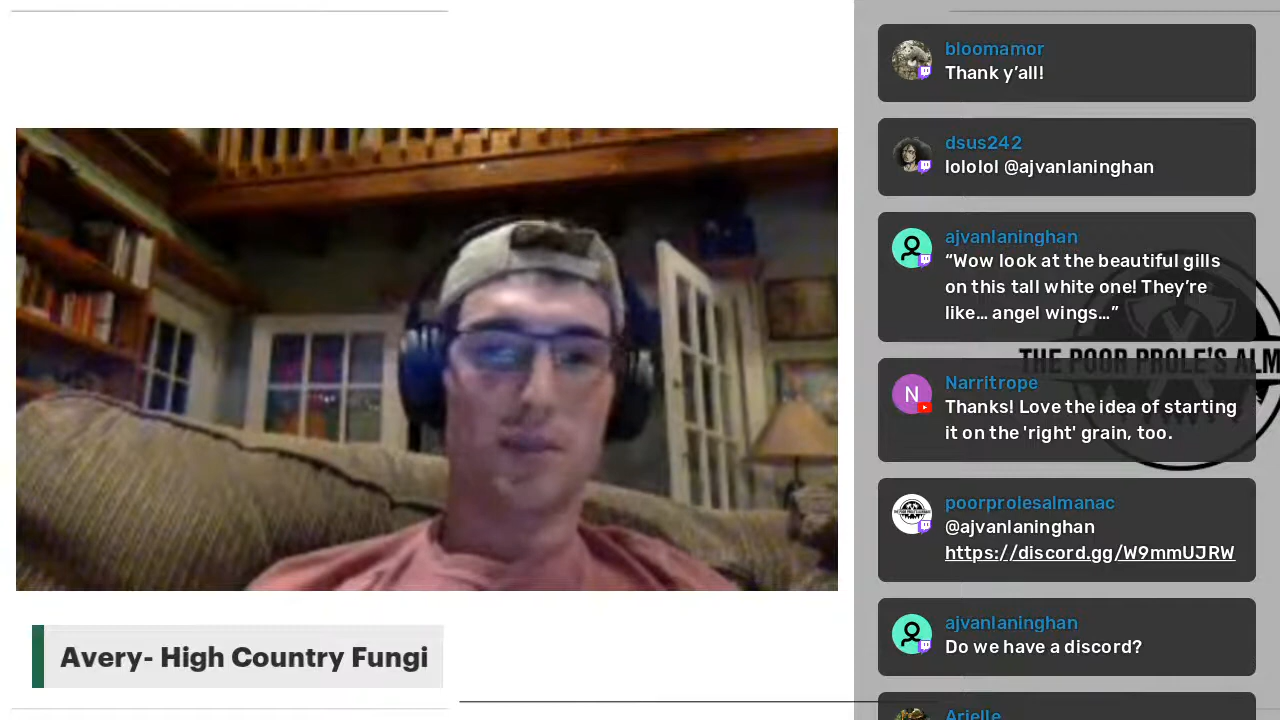 bloomamor
Thank y’all!
dsus242
lololol @ajvanlaninghan
ajvanlaninghan
“Wow look at the beautiful gills
on this tall white one! They’re
like… angel wings…”
THE POOR PROLE'S ALM
N
Narritrope
Thanks! Love the idea of starting
it on the 'right' grain, too.
poorprolesalmanac
@ajvanlaninghan
https://discord.gg/W9mmUJRW
ajvanlaninghan
Do we have a discord?
Arielle
Avery- High Country Fungi